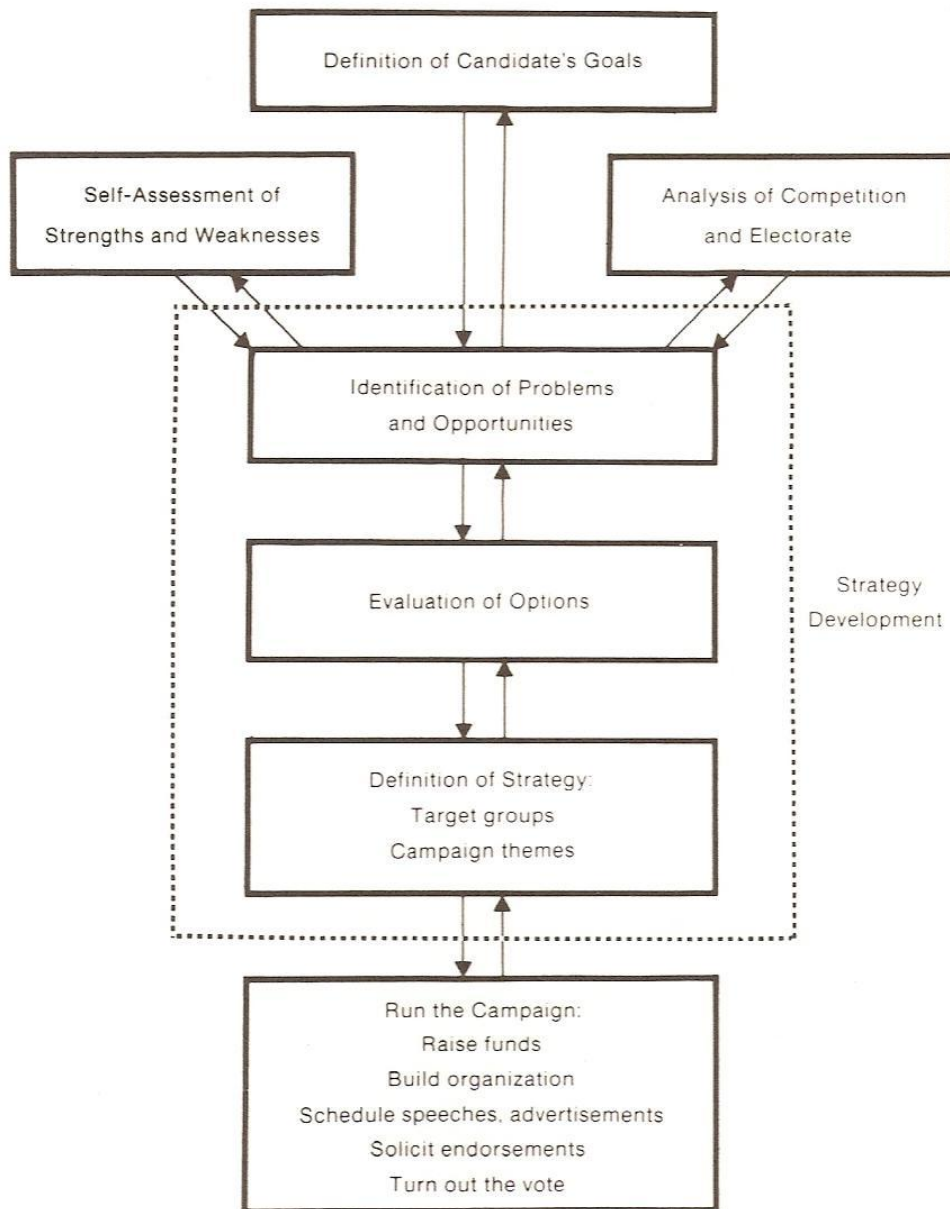 Definition of Candidate's Goals
Self-Assessment of
Strengths and Weaknesses
Analysis of Competition
and Electorate
Identification of Problems
and Opportunities
Evaluation of Options
Strategy
Development
Definition of Strategy:
Target groups
Campaign themes
Run the Campaign:
Raise funds
Build organization
Schedule speeches, advertisements
Solicit endorsements
Turn out the vote